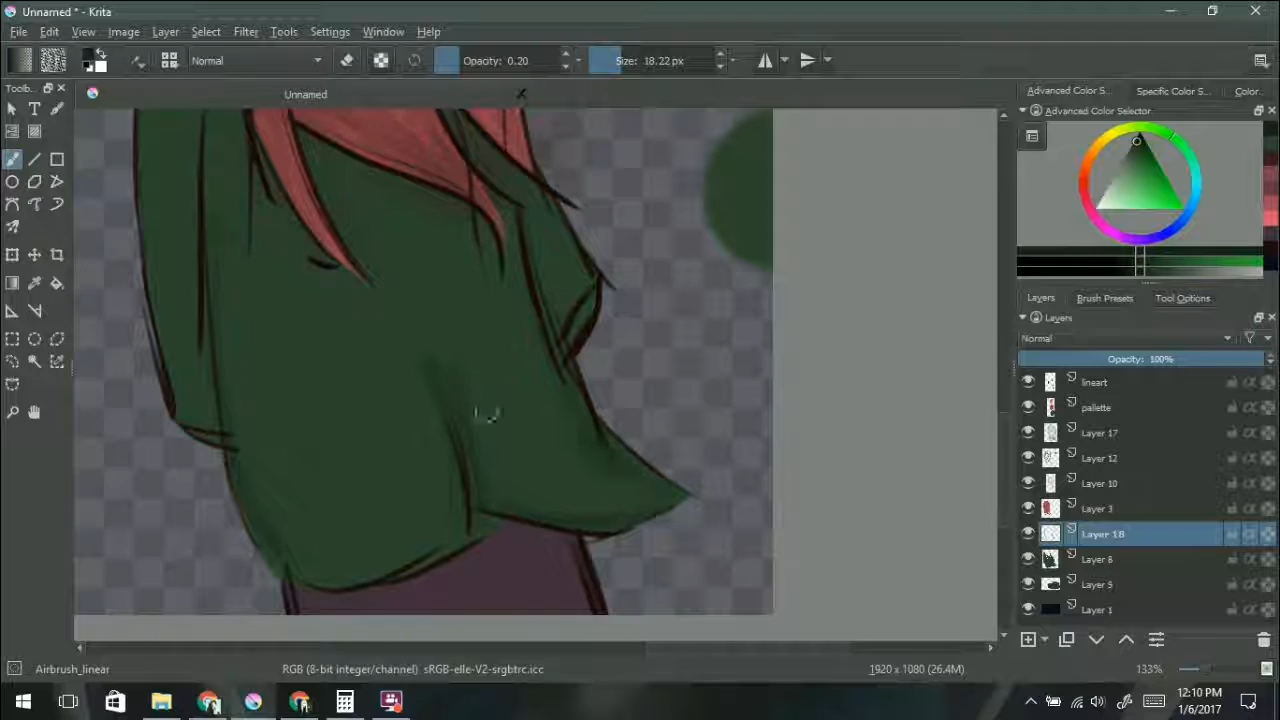 Unnamed * - Krita
File Edit View Image Layer Select Filter Tools Settings Window Help
Normal Opacity: 0.20 Size: 18.22 px
Toolb... Unnamed
Advanced Color S... Specific Color S... Color...
Advanced Color Selector
Layers Brush Presets Tool Options
Layers
Normal
Opacity: 100%
lineart
pallette
Layer 17
Layer 12
Layer 10
Layer 3
Layer 18
Layer 1
Airbrush_linear RGB (8-bit integer/channel) sRGB-elle-V2-srgbtrc.icc 1920 x 1080 (26.4M) 133%
12:10 PM
1/6/2017